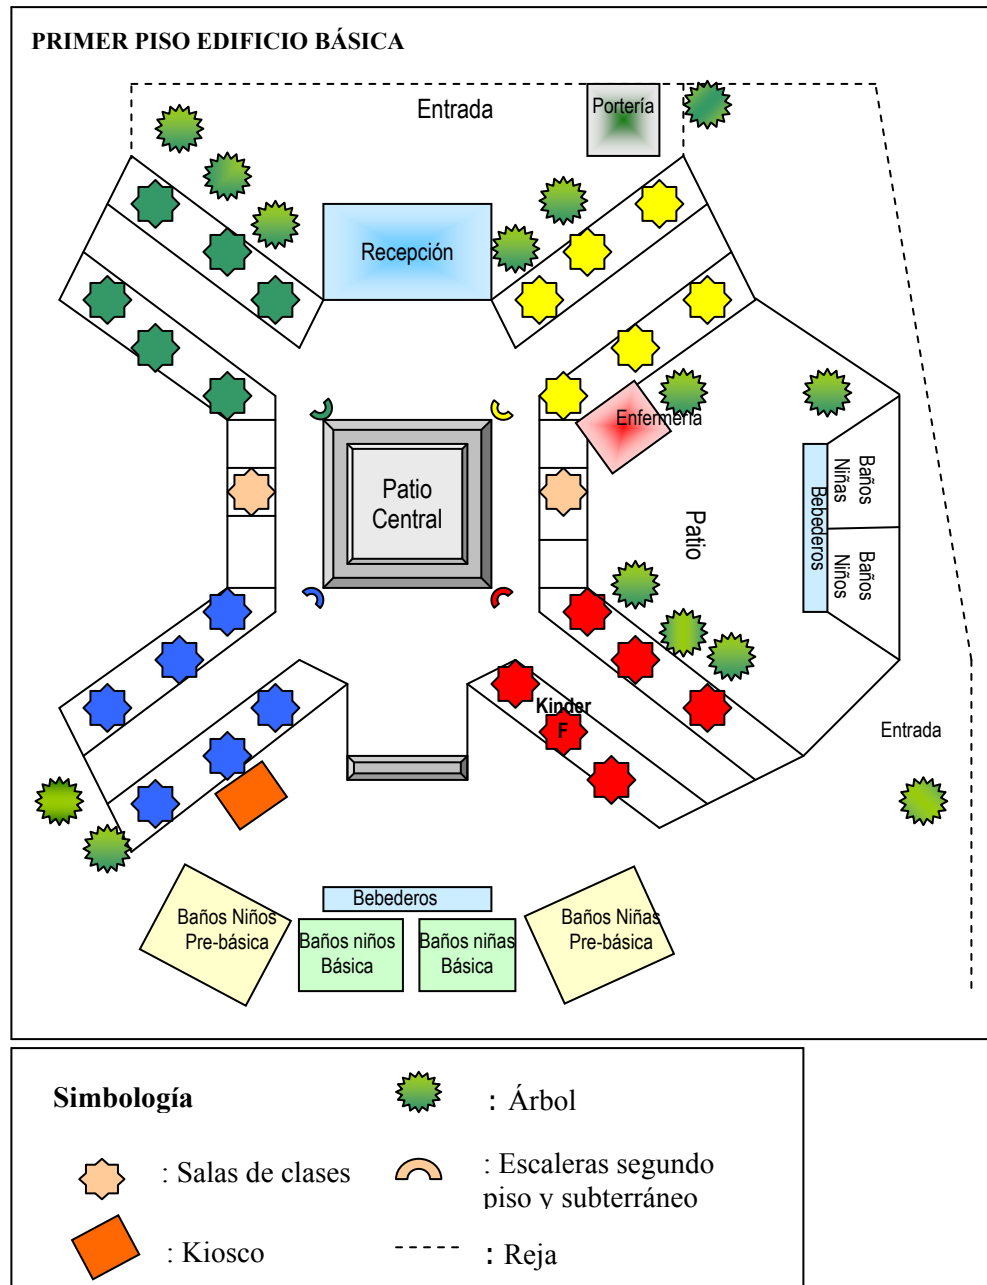 PRIMER PISO EDIFICIO BÁSICA
Entrada
Portería
Recepción
Enfermería
Patio
Central
Patio
Bebederos
Baños
Niñas
Baños
Niños
Kinder
F
Entrada
Bebederos
Baños Niños
Pre-básica
Baños niños
Básica
Baños niñas
Básica
Baños Niñas
Pre-básica
Simbología
: Árbol
: Salas de clases
: Escaleras segundo
piso y subterráneo
: Kiosco
: Reja